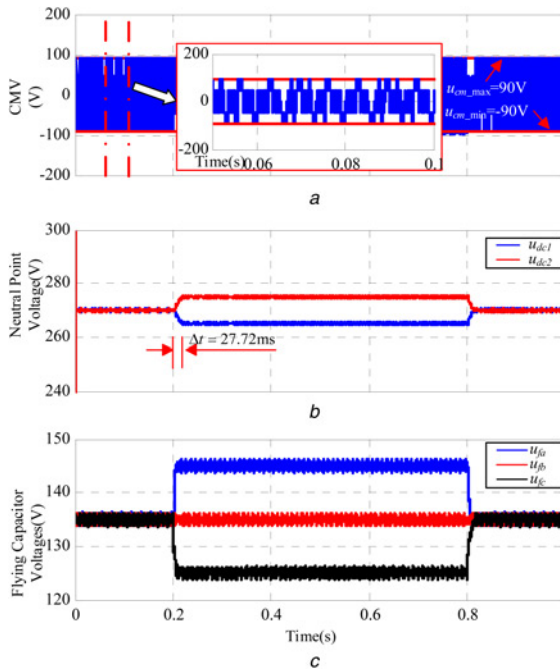 200
100
0
-100
-200
CMV
(V)
200
0
-200
Time(s)
0.06
0.08
0.1
u_cm_max=90V
u_cm_min=-90V
a
300
280
260
240
Neutral Point
Voltage(V)
u_dc1
u_dc2
Δt = 27.72ms
b
150
140
130
120
Flying Capacitor
Voltages(V)
u_fa
u_fb
u_fc
0
0.2
0.4
0.6
0.8
Time(s)
c